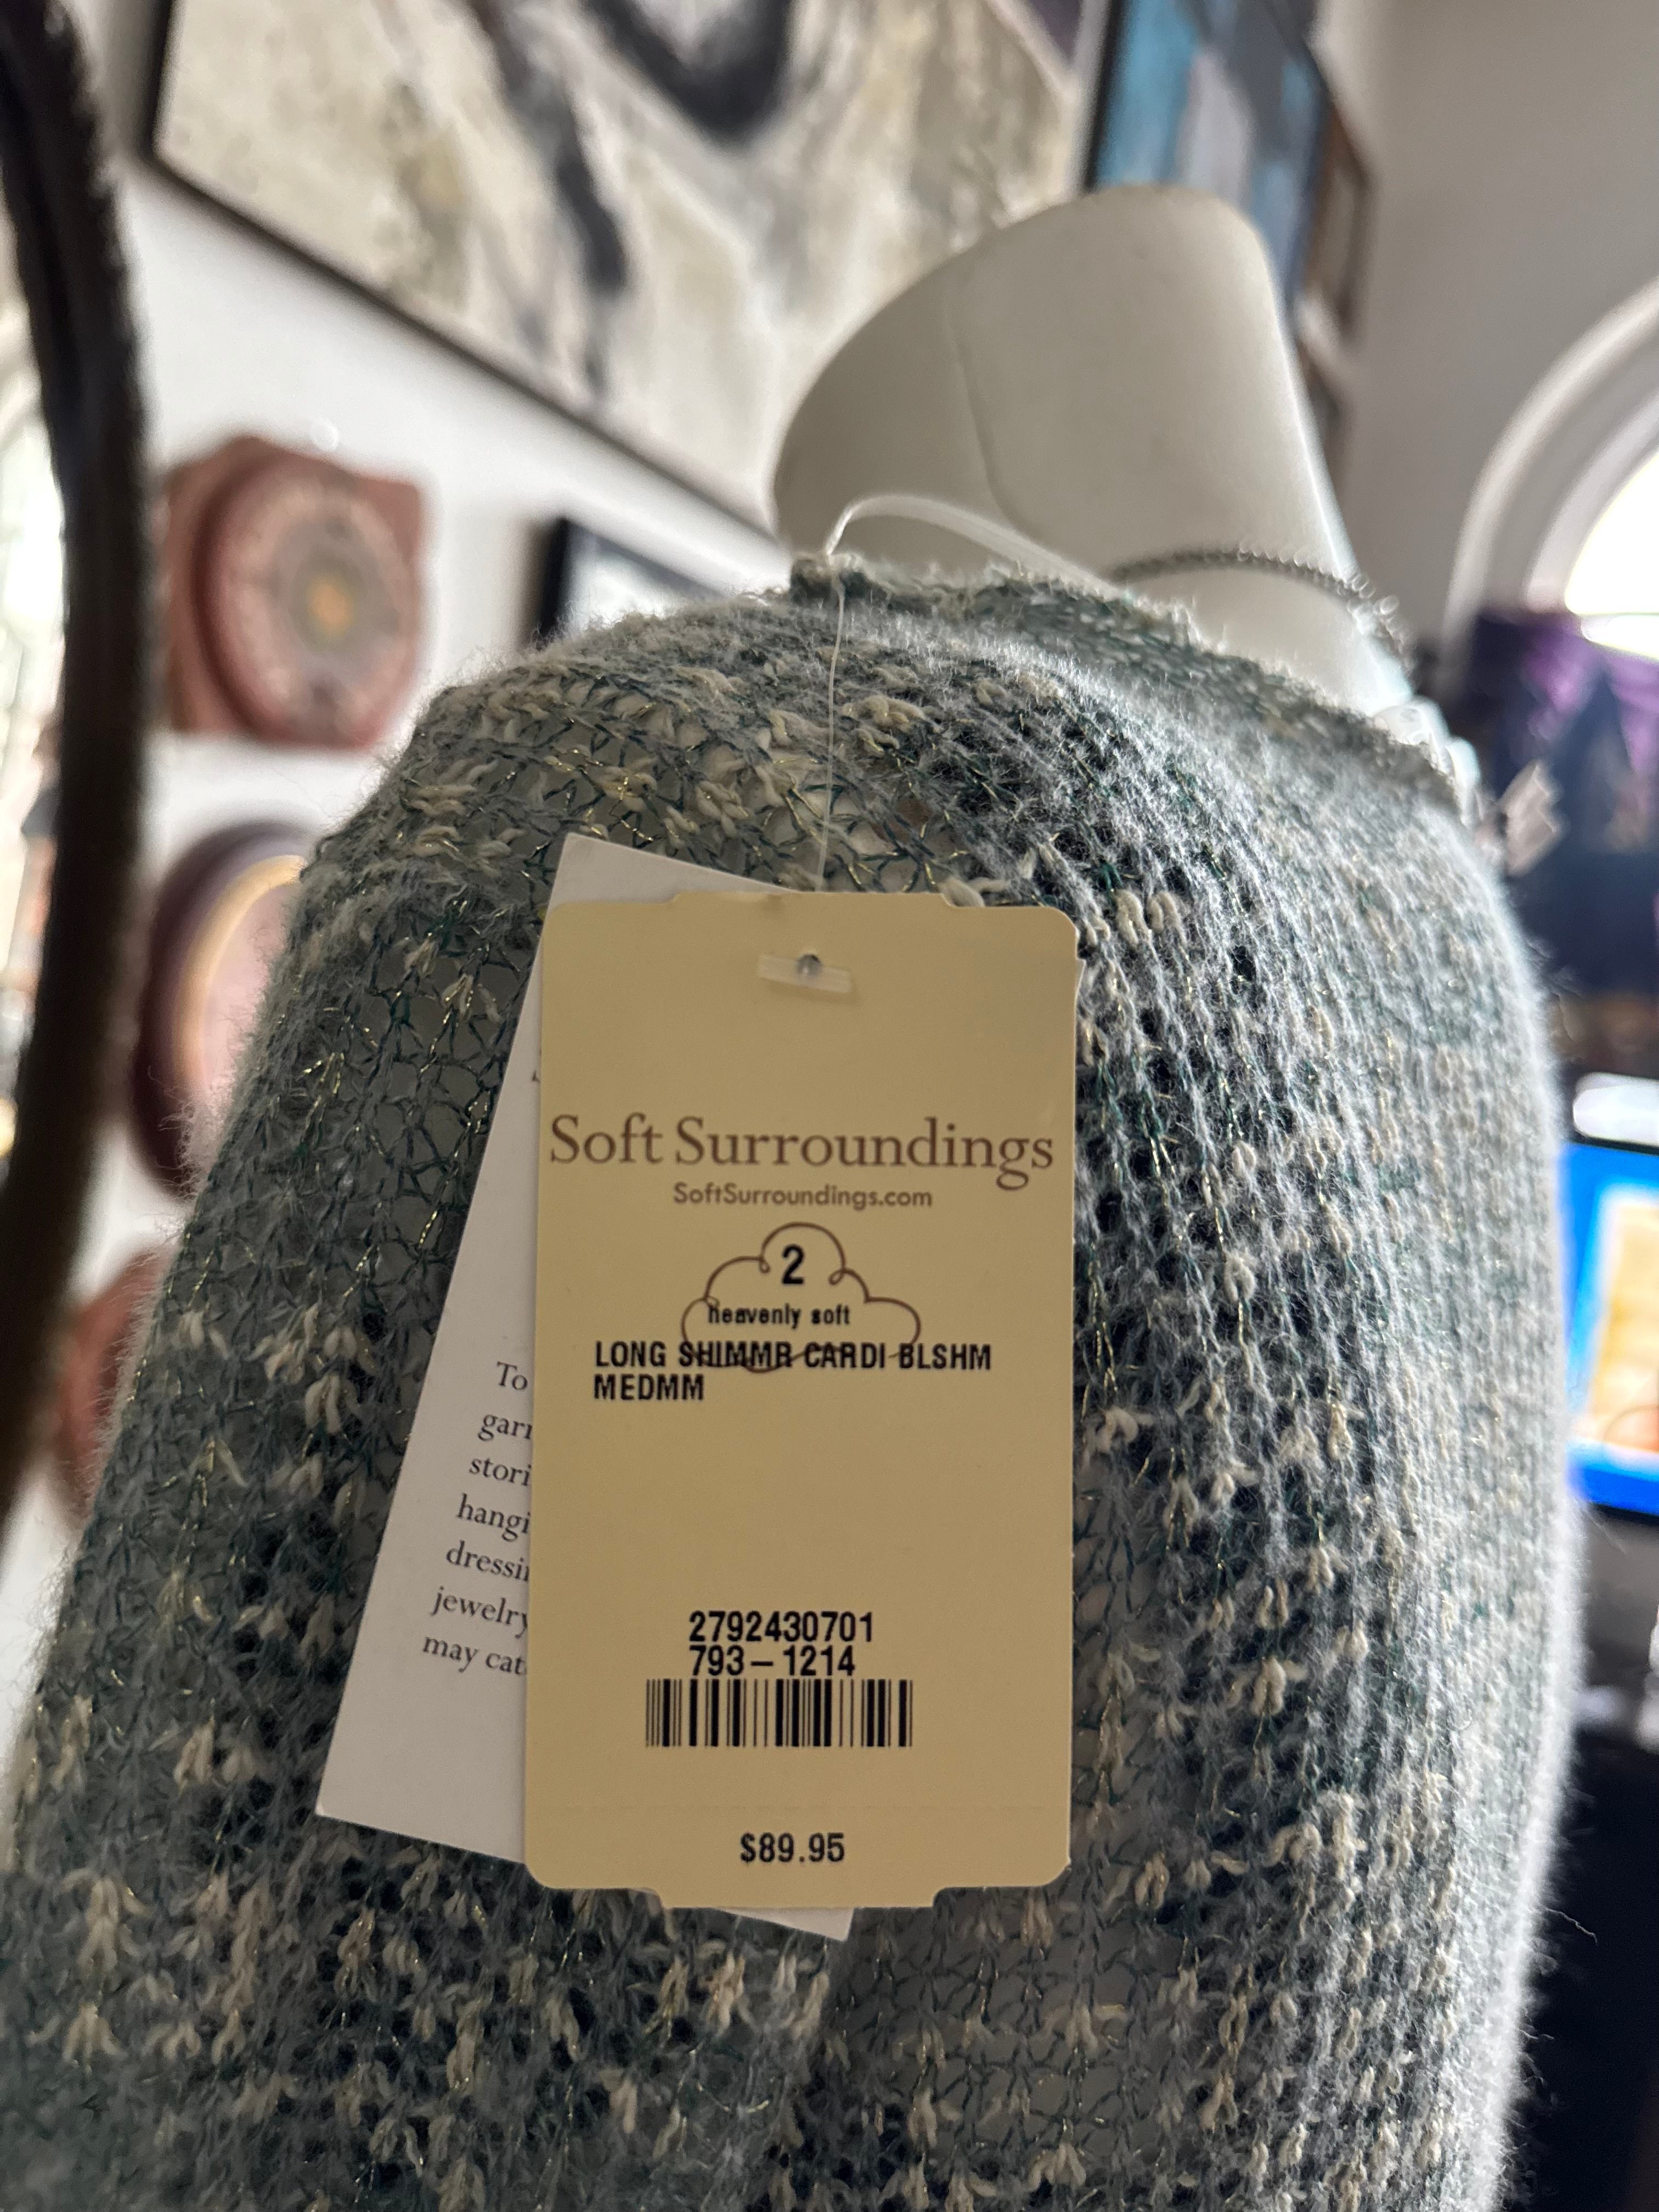 Soft Surroundings
SoftSurroundings.com
2
heavenly soft
LONG SHIMMR CARDI BLSHM
MEDMM
2792430701
793-1214
$89.95
To
garm
stori
hangi
dressi
jewelry
may cat